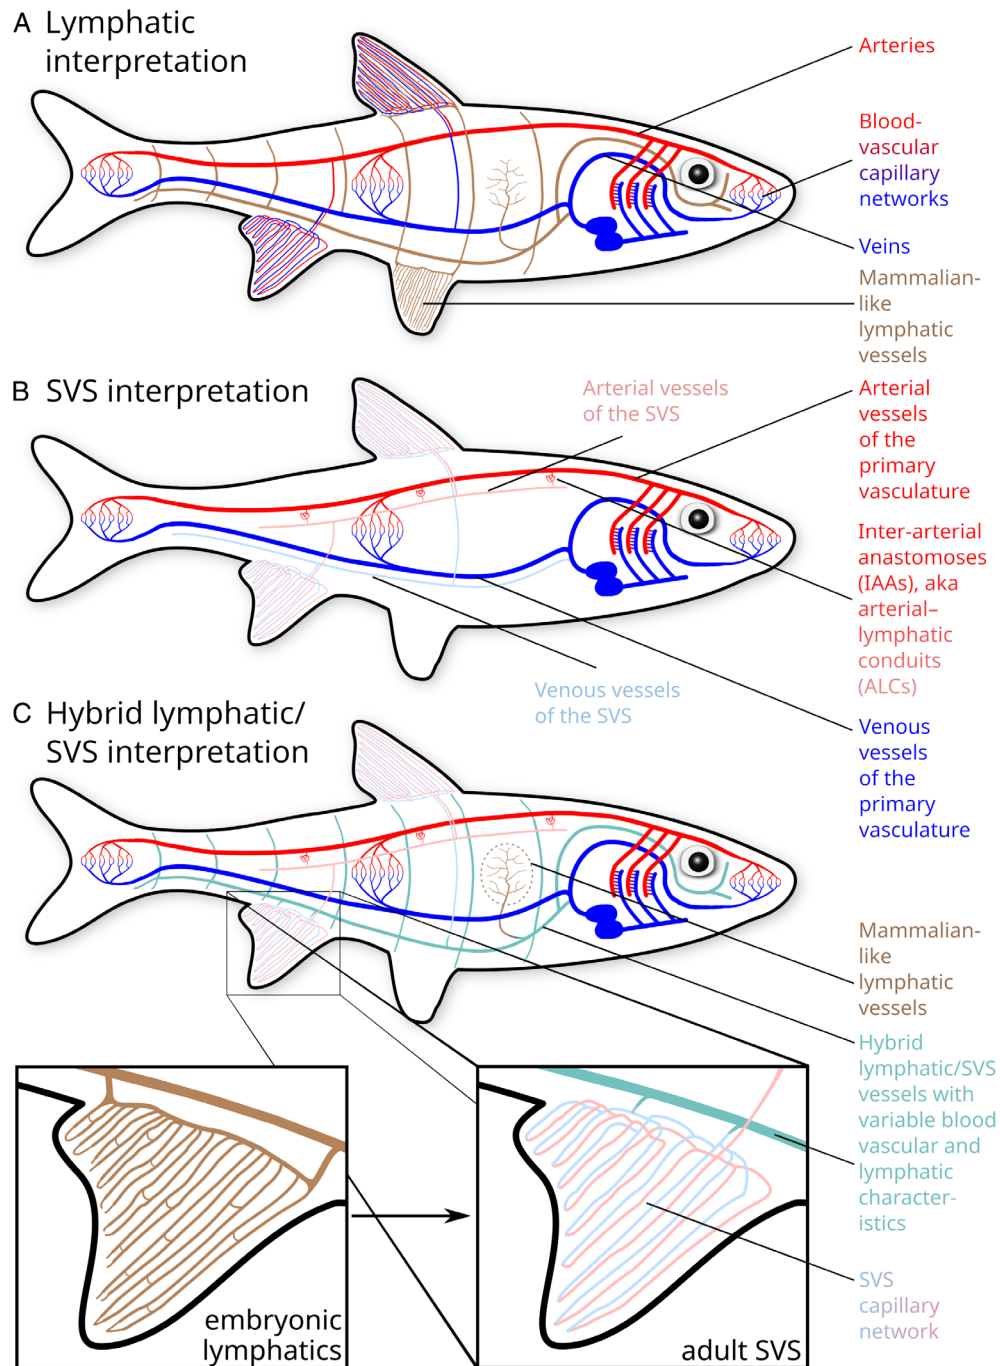 A Lymphatic
interpretation
Arteries
Blood-
vascular
capillary
networks
Veins
Mammalian-
like
lymphatic
vessels
B SVS interpretation
Arterial vessels
of the SVS
Arterial
vessels
of the
primary
vasculature
Inter-arterial
anastomoses
(IAAs), aka
arterial–
lymphatic
conduits
(ALCs)
Venous vessels
of the SVS
Venous
vessels
of the
primary
vasculature
C Hybrid lymphatic/
SVS interpretation
Mammalian-
like
lymphatic
vessels
Hybrid
lymphatic/SVS
vessels with
variable blood
vascular and
lymphatic
character-
istics
SVS
capillary
network
embryonic
lymphatics
adult SVS